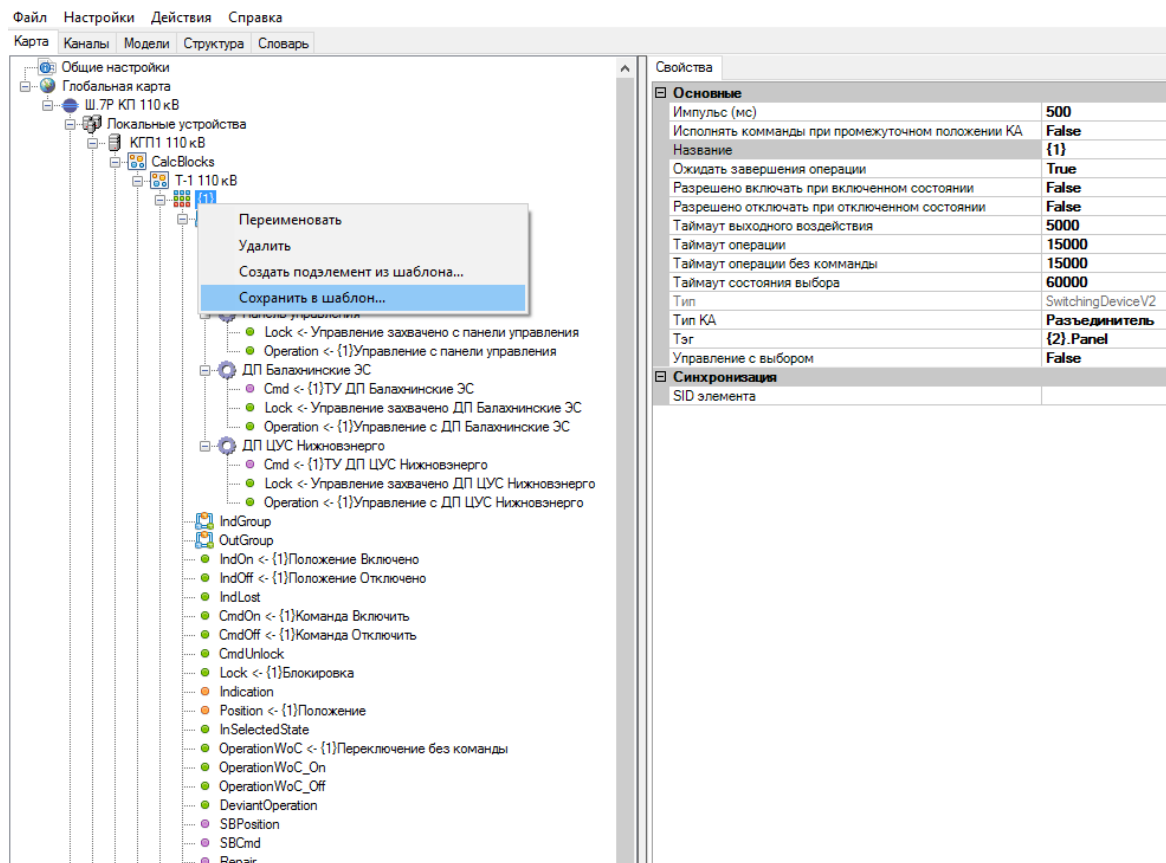 Файл Настройки Действия Справка
Карта Каналы Модели Структура Словарь
Общие настройки
Глобальная карта
Ш.7Р КП 110 кВ
Локальные устройства
КГП1 110 кВ
CalcBlocks
Т-1 110 кВ
{1}
Переименовать
Удалить
Создать подэлемент из шаблона...
Сохранить в шаблон...
Панель управления
Lock <- Управление захвачено с панели управления
Operation <- {1}Управление с панели управления
ДП Балахнинские ЭС
Cmd <- {1}ТУ ДП Балахнинские ЭС
Lock <- Управление захвачено ДП Балахнинские ЭС
Operation <- {1}Управление с ДП Балахнинские ЭС
ДП ЦУС Нижновэнерго
Cmd <- {1}ТУ ДП ЦУС Нижновэнерго
Lock <- Управление захвачено ДП ЦУС Нижновэнерго
Operation <- {1}Управление с ДП ЦУС Нижновэнерго
IndGroup
OutGroup
IndOn <- {1}Положение Включено
IndOff <- {1}Положение Отключено
IndLost
CmdOn <- {1}Команда Включить
CmdOff <- {1}Команда Отключить
CmdUnlock
Lock <- {1}Блокировка
Indication
Position <- {1}Положение
InSelectedState
OperationWoC <- {1}Переключение без команды
OperationWoC_On
OperationWoC_Off
DeviantOperation
SBPosition
SBCmd
Repair
Свойства
Основные
Импульс (мс) 500
Исполнять комманды при промежуточном положении КА False
Название {1}
Ожидать завершения операции True
Разрешено включать при включенном состоянии False
Разрешено отключать при отключенном состоянии False
Таймаут выходного воздействия 5000
Таймаут операции 15000
Таймаут операции без комманды 15000
Таймаут состояния выбора 60000
Тип SwitchingDeviceV2
Тип КА Разъединитель
Тэг {2}.Panel
Управление с выбором False
Синхронизация
SID элемента